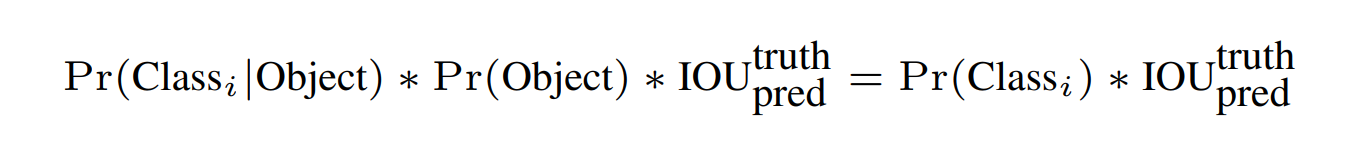 Pr(Class_i|Object) * Pr(Object) * IOU^truth_pred = Pr(Class_i) * IOU^truth_pred